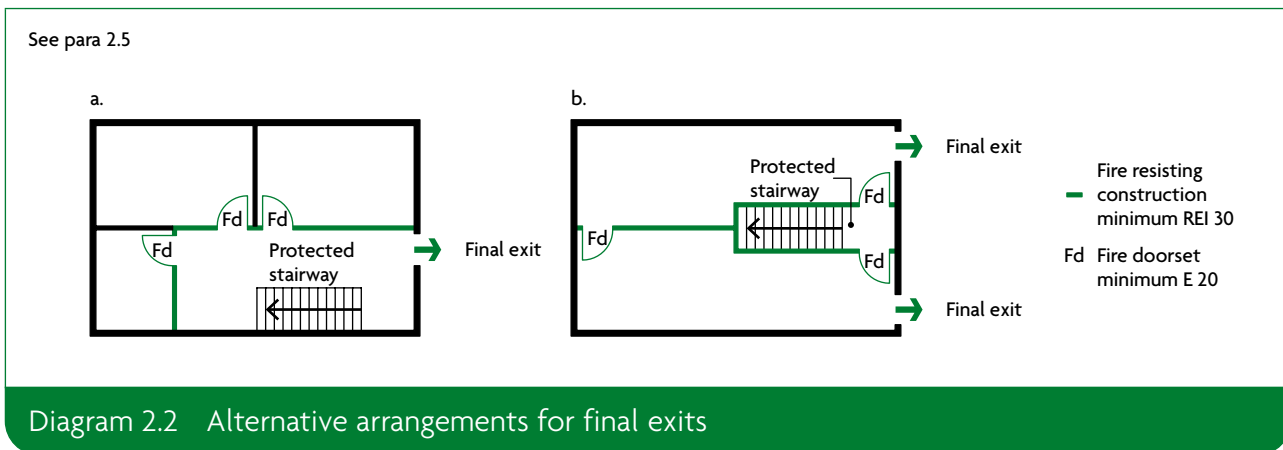 See para 2.5
a.
Fd
Fd
Fd
Protected
stairway
Final exit
b.
Protected
stairway
Fd
Fd
Fd
Final exit
Final exit
Fire resisting
construction
minimum REI 30
Fd Fire doorset
minimum E 20
Diagram 2.2 Alternative arrangements for final exits